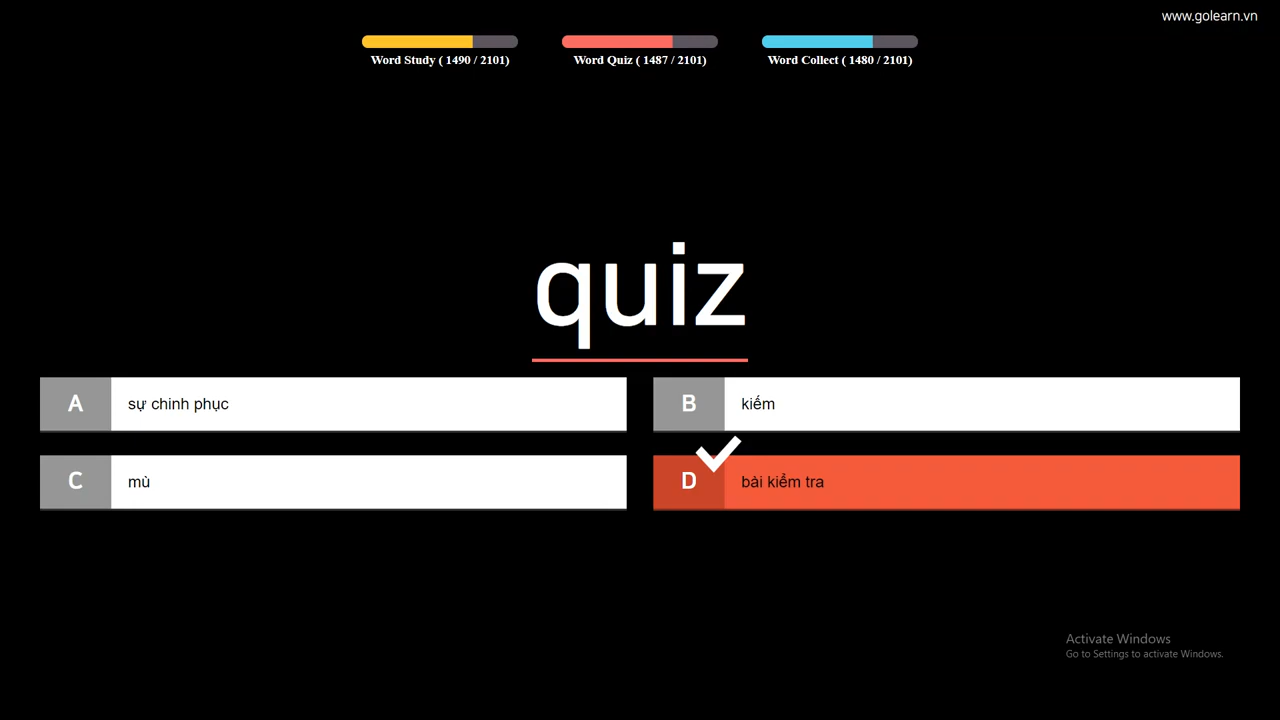 www.golearn.vn
Word Study ( 1490 / 2101)
Word Quiz ( 1487 / 2101)
Word Collect ( 1480 / 2101)
quiz
A sự chinh phục
B kiếm
C mù
D bài kiểm tra
Activate Windows
Go to Settings to activate Windows.